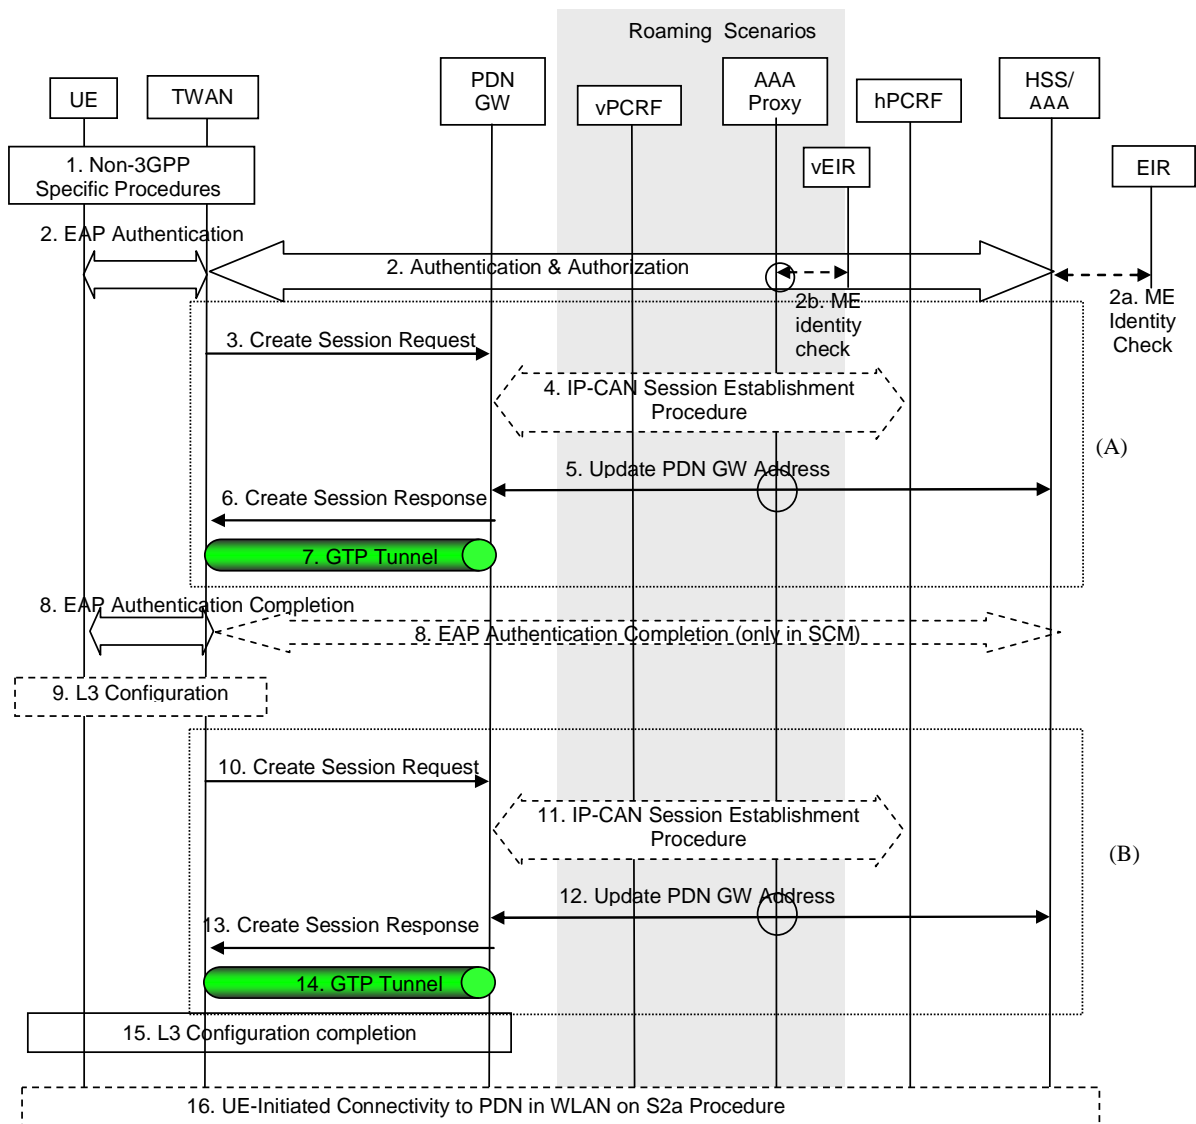 Roaming Scenarios
UE
TWAN
PDN
GW
vPCRF
AAA
Proxy
hPCRF
HSS/
AAA
vEIR
EIR
1. Non-3GPP
Specific Procedures
2. EAP Authentication
2. Authentication & Authorization
2b. ME
identity
check
2a. ME
Identity
Check
3. Create Session Request
4. IP-CAN Session Establishment
Procedure
(A)
5. Update PDN GW Address
6. Create Session Response
7. GTP Tunnel
8. EAP Authentication Completion
8. EAP Authentication Completion (only in SCM)
9. L3 Configuration
10. Create Session Request
11. IP-CAN Session Establishment
Procedure
(B)
12. Update PDN GW Address
13. Create Session Response
14. GTP Tunnel
15. L3 Configuration completion
16. UE-Initiated Connectivity to PDN in WLAN on S2a Procedure